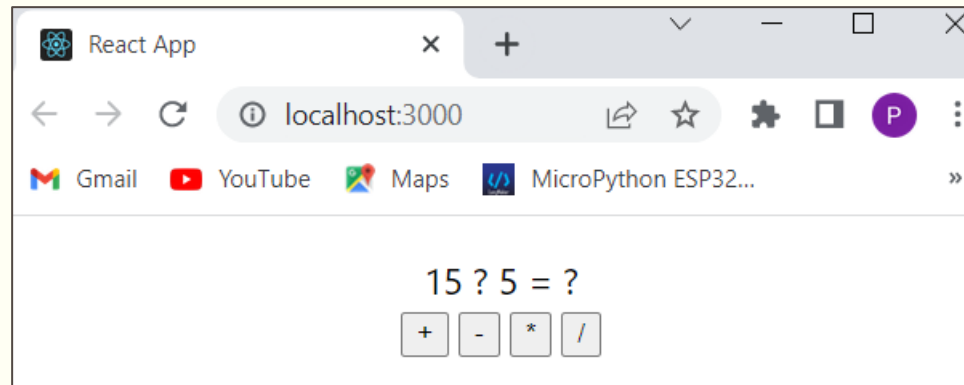 React App
localhost:3000
P
Gmail YouTube Maps MicroPython ESP32... »
15 ? 5 = ?
+ - * /